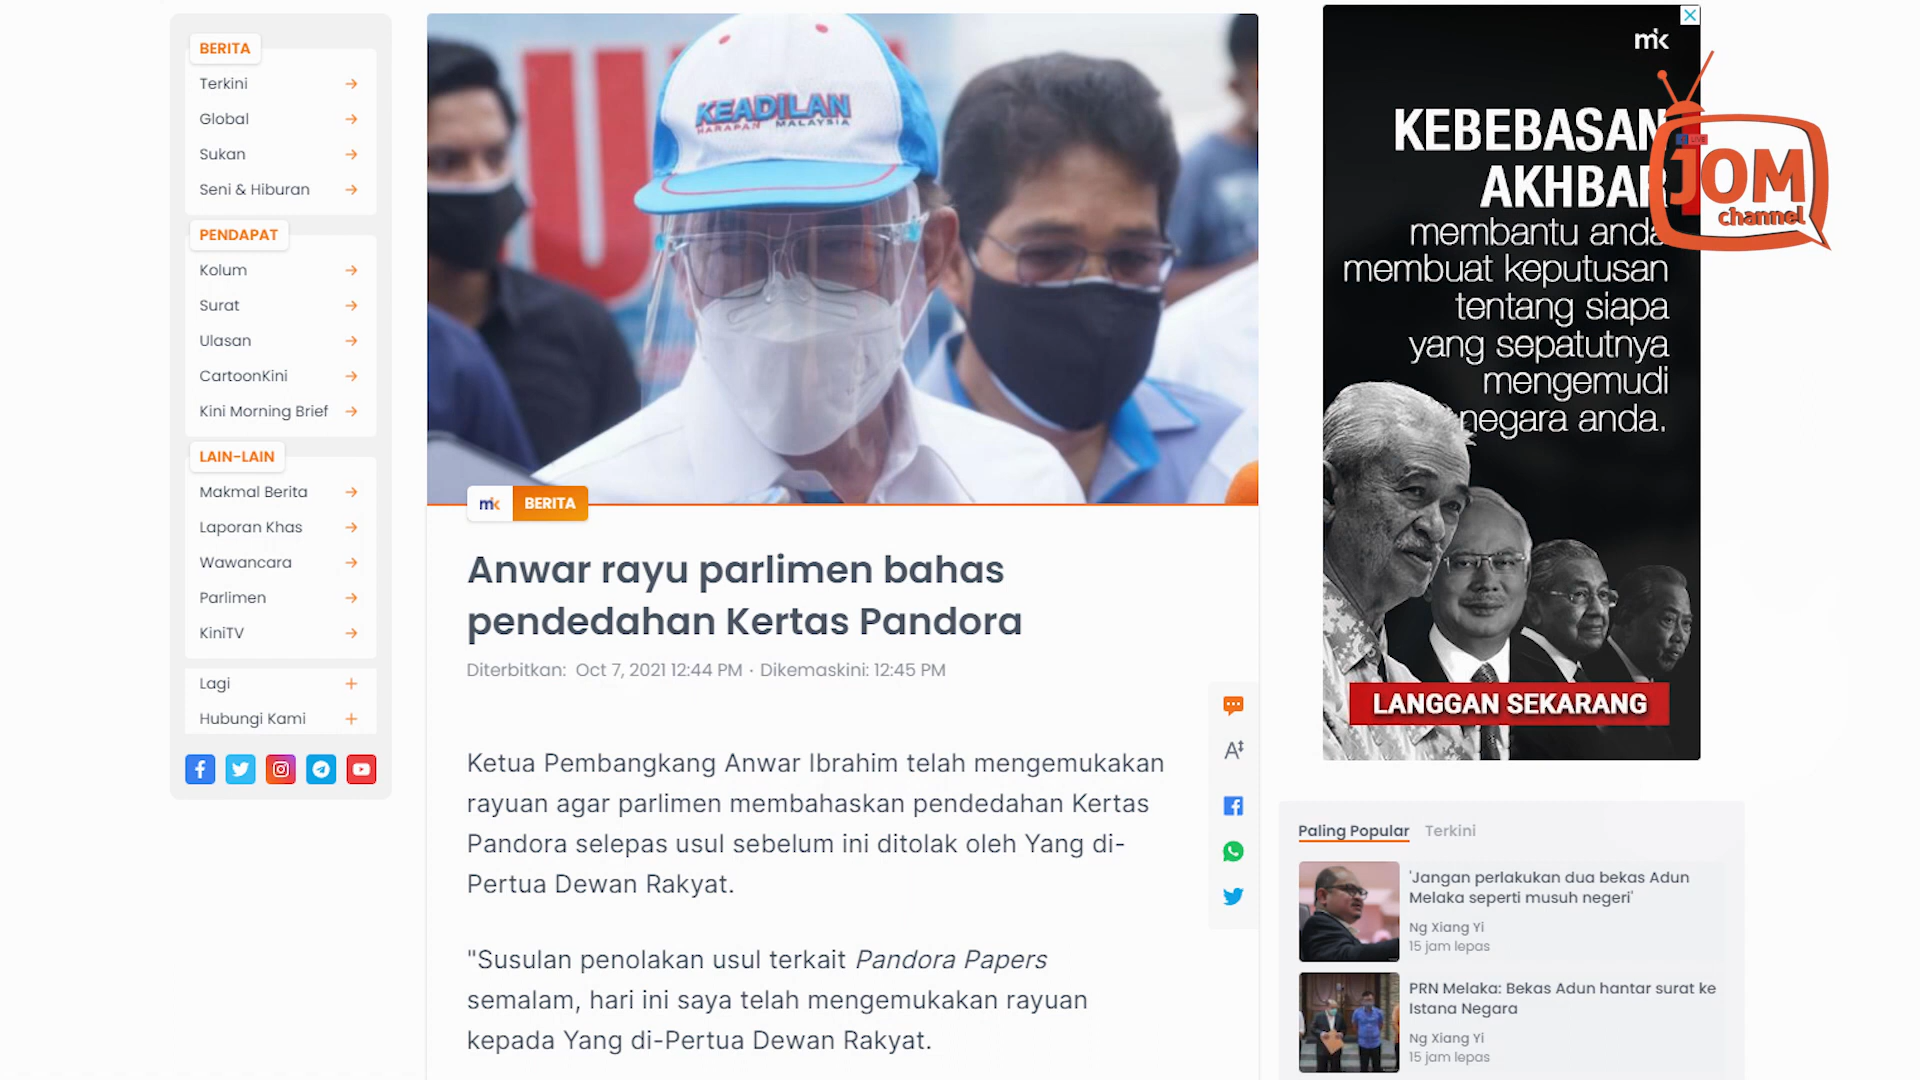 BERITA
Terkini
Global
Sukan
Seni & Hiburan
PENDAPAT
Kolum
Surat
Ulasan
CartoonKini
Kini Morning Brief
LAIN-LAIN
Makmal Berita
Laporan Khas
Wawancara
Parlimen
KiniTV
Lagi
Hubungi Kami
KEADILAN
HARAPAN MALAYSIA
mk BERITA
Anwar rayu parlimen bahas
pendedahan Kertas Pandora
Diterbitkan: Oct 7, 2021 12:44 PM · Dikemaskini: 12:45 PM
Ketua Pembangkang Anwar Ibrahim telah mengemukakan
rayuan agar parlimen membahaskan pendedahan Kertas
Pandora selepas usul sebelum ini ditolak oleh Yang di-
Pertua Dewan Rakyat.
"Susulan penolakan usul terkait Pandora Papers
semalam, hari ini saya telah mengemukakan rayuan
kepada Yang di-Pertua Dewan Rakyat.
mk
KEBEBASAN
AKHBAR
membantu anda
membuat keputusan
tentang siapa
yang sepatutnya
mengemudi
negara anda.
LANGGAN SEKARANG
JOM
channel
Paling Popular Terkini
'Jangan perlakukan dua bekas Adun
Melaka seperti musuh negeri'
Ng Xiang Yi
15 jam lepas
PRN Melaka: Bekas Adun hantar surat ke
Istana Negara
Ng Xiang Yi
15 jam lepas